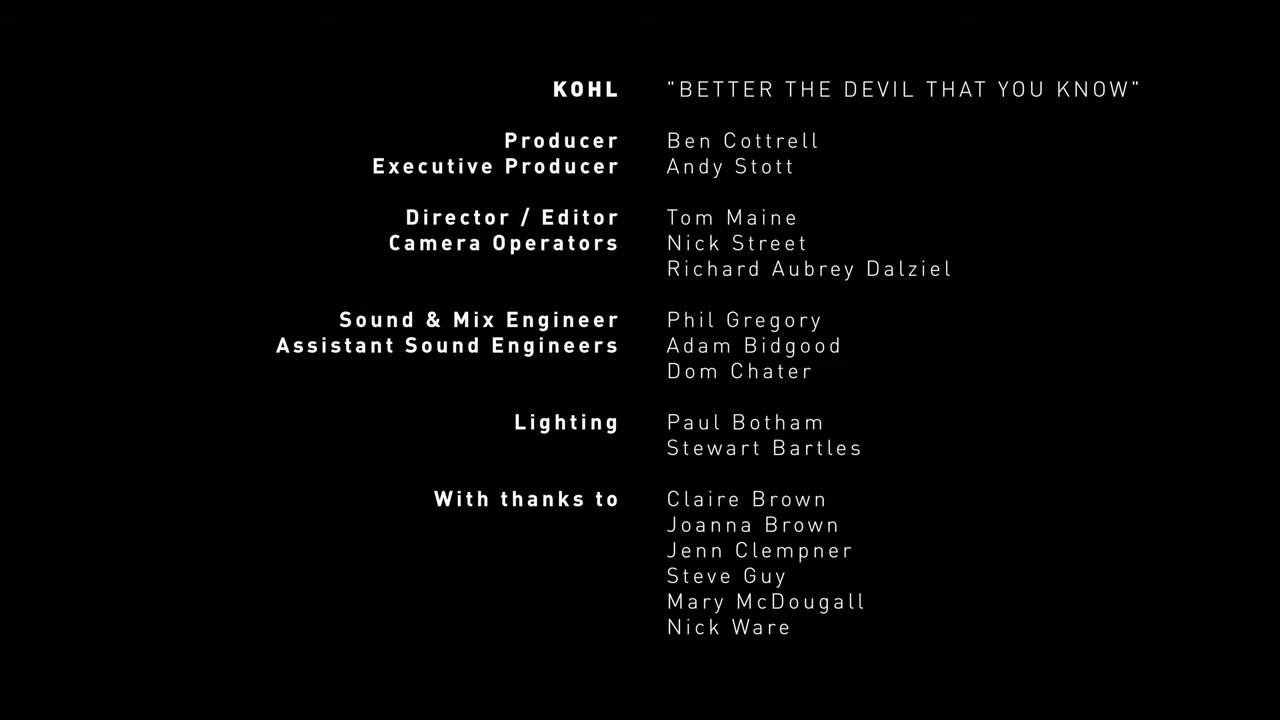 KOHL "BETTER THE DEVIL THAT YOU KNOW"
Producer Ben Cottrell
Executive Producer Andy Stott
Director / Editor Tom Maine
Camera Operators Nick Street
Richard Aubrey Dalziel
Sound & Mix Engineer Phil Gregory
Assistant Sound Engineers Adam Bidgood
Dom Chater
Lighting Paul Botham
Stewart Bartles
With thanks to Claire Brown
Joanna Brown
Jenn Clempner
Steve Guy
Mary McDougall
Nick Ware